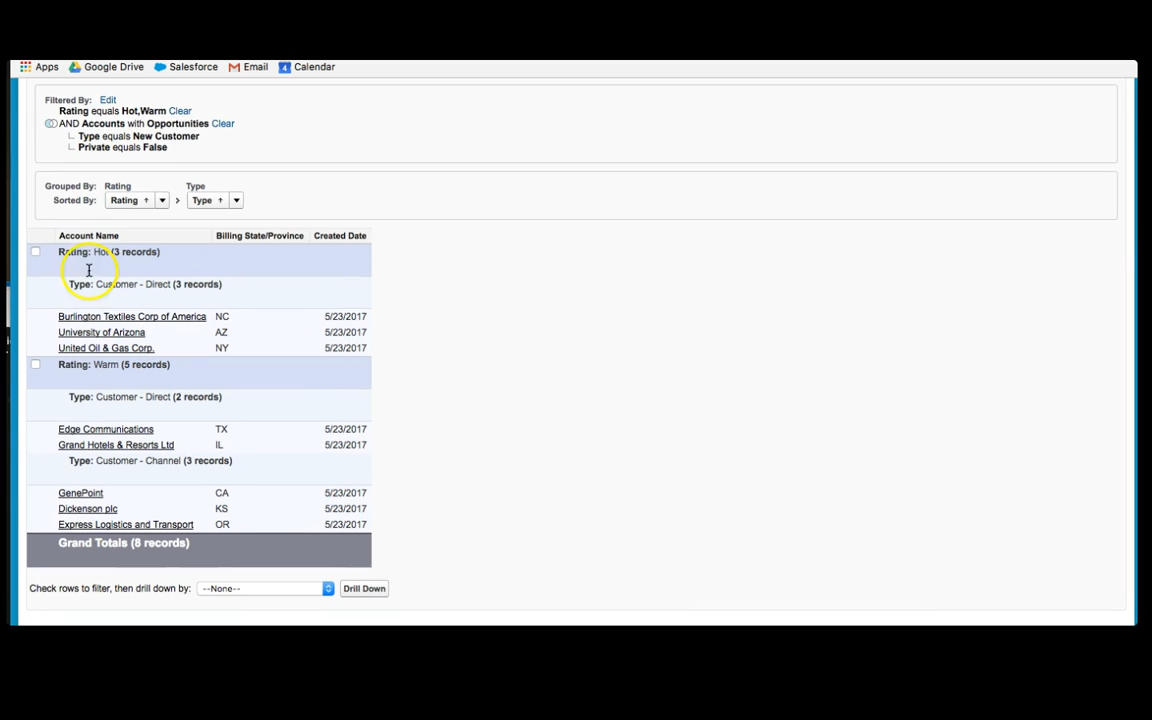 Apps Google Drive Salesforce Email 4 Calendar
Filtered By: Edit
Rating equals Hot,Warm Clear
AND Accounts with Opportunities Clear
Type equals New Customer
Private equals False
Grouped By: Rating Type
Sorted By: Rating ↑ > Type ↑
Account Name Billing State/Province Created Date
Rating: Hot (3 records)
Type: Customer - Direct (3 records)
Burlington Textiles Corp of America NC 5/23/2017
University of Arizona AZ 5/23/2017
United Oil & Gas Corp. NY 5/23/2017
Rating: Warm (5 records)
Type: Customer - Direct (2 records)
Edge Communications TX 5/23/2017
Grand Hotels & Resorts Ltd IL 5/23/2017
Type: Customer - Channel (3 records)
GenePoint CA 5/23/2017
Dickenson plc KS 5/23/2017
Express Logistics and Transport OR 5/23/2017
Grand Totals (8 records)
Check rows to filter, then drill down by: --None-- Drill Down